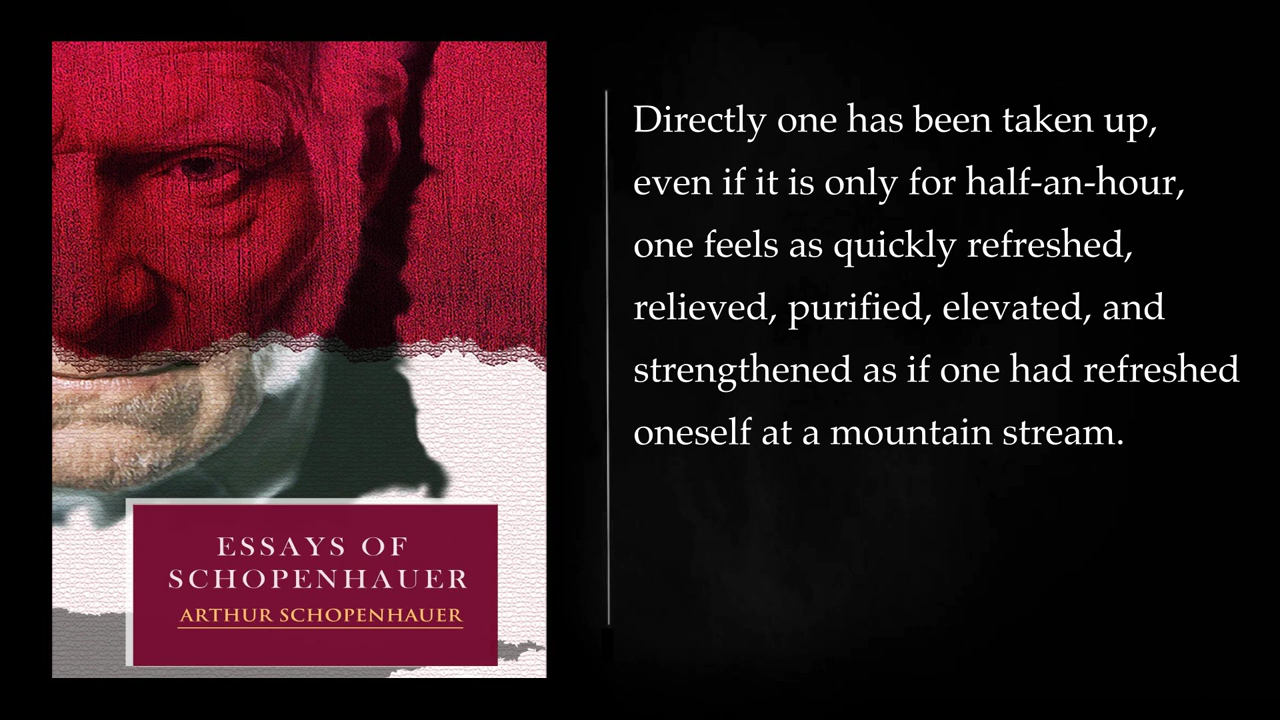 ESSAYS OF
SCHOPENHAUER
ARTHUR SCHOPENHAUER
Directly one has been taken up,
even if it is only for half-an-hour,
one feels as quickly refreshed,
relieved, purified, elevated, and
strengthened as if one had refreshed
oneself at a mountain stream.